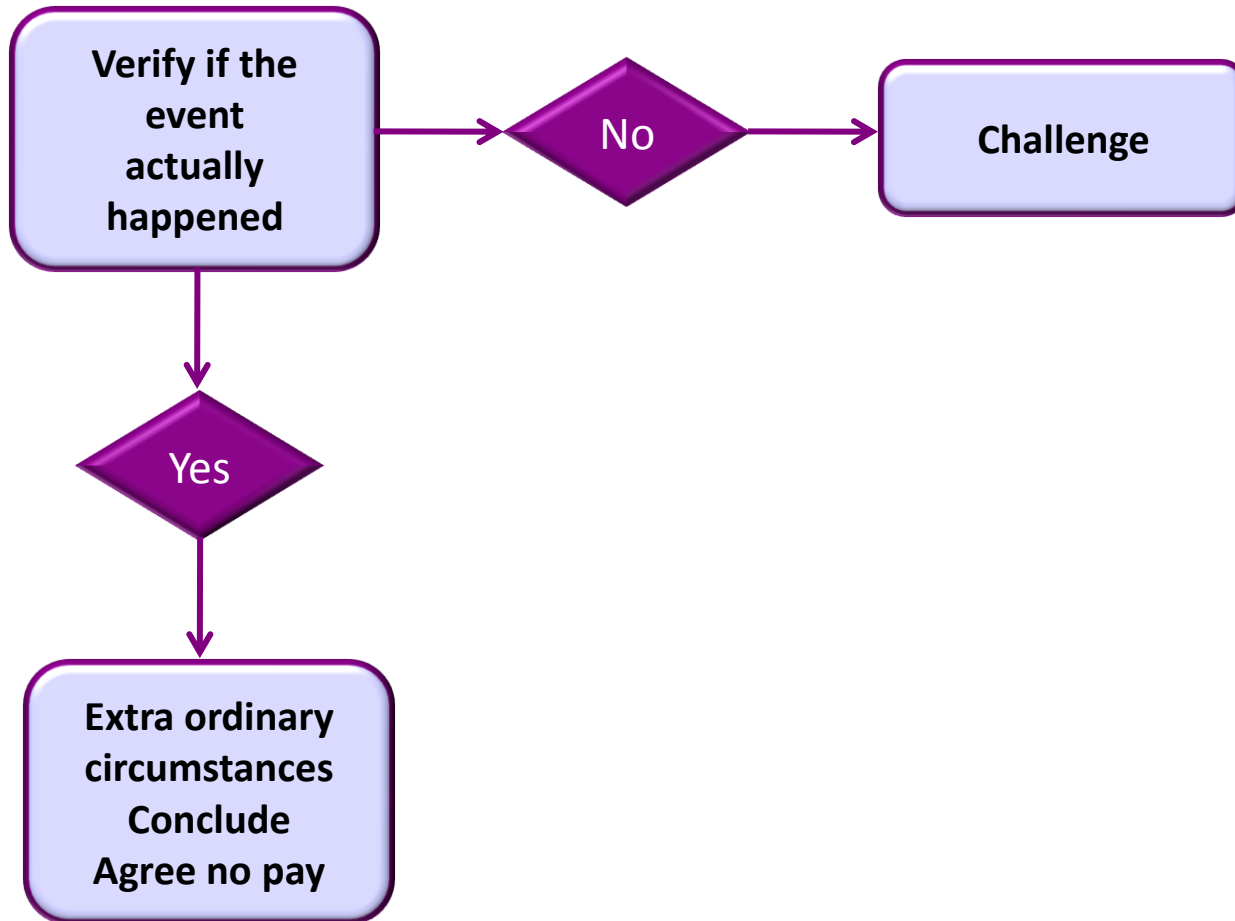 Verify if the
event
actually
happened
No
Challenge
Yes
Extra ordinary
circumstances
Conclude
Agree no pay